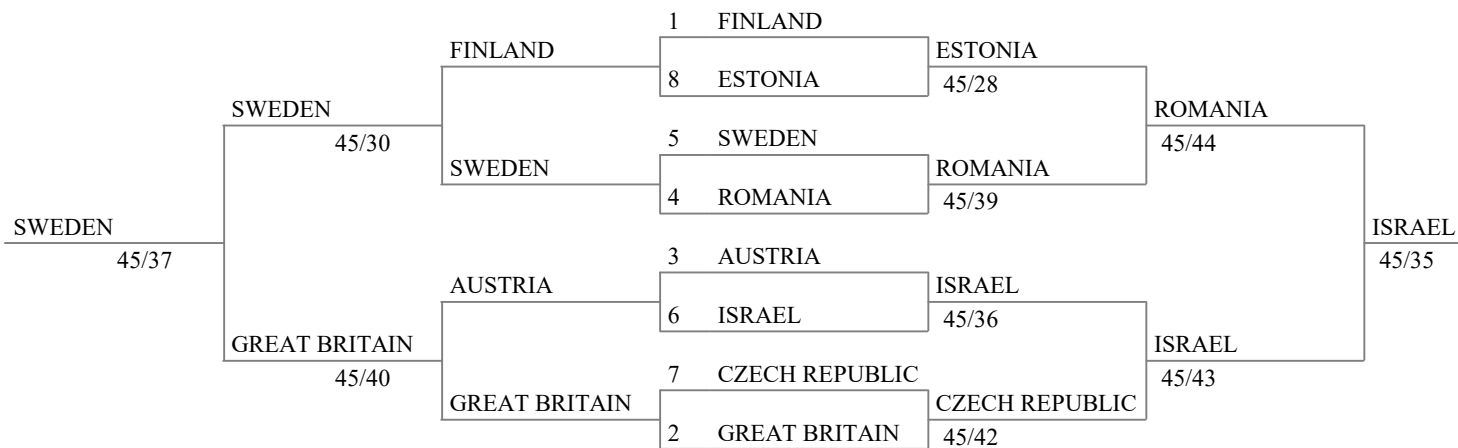 1 FINLAND
FINLAND
ESTONIA
8 ESTONIA
45/28
SWEDEN
ROMANIA
45/30
5 SWEDEN
45/44
SWEDEN
ROMANIA
4 ROMANIA
45/39
SWEDEN
ISRAEL
45/37
3 AUSTRIA
45/35
AUSTRIA
ISRAEL
6 ISRAEL
45/36
GREAT BRITAIN
ISRAEL
45/40
7 CZECH REPUBLIC
45/43
GREAT BRITAIN
CZECH REPUBLIC
2 GREAT BRITAIN
45/42